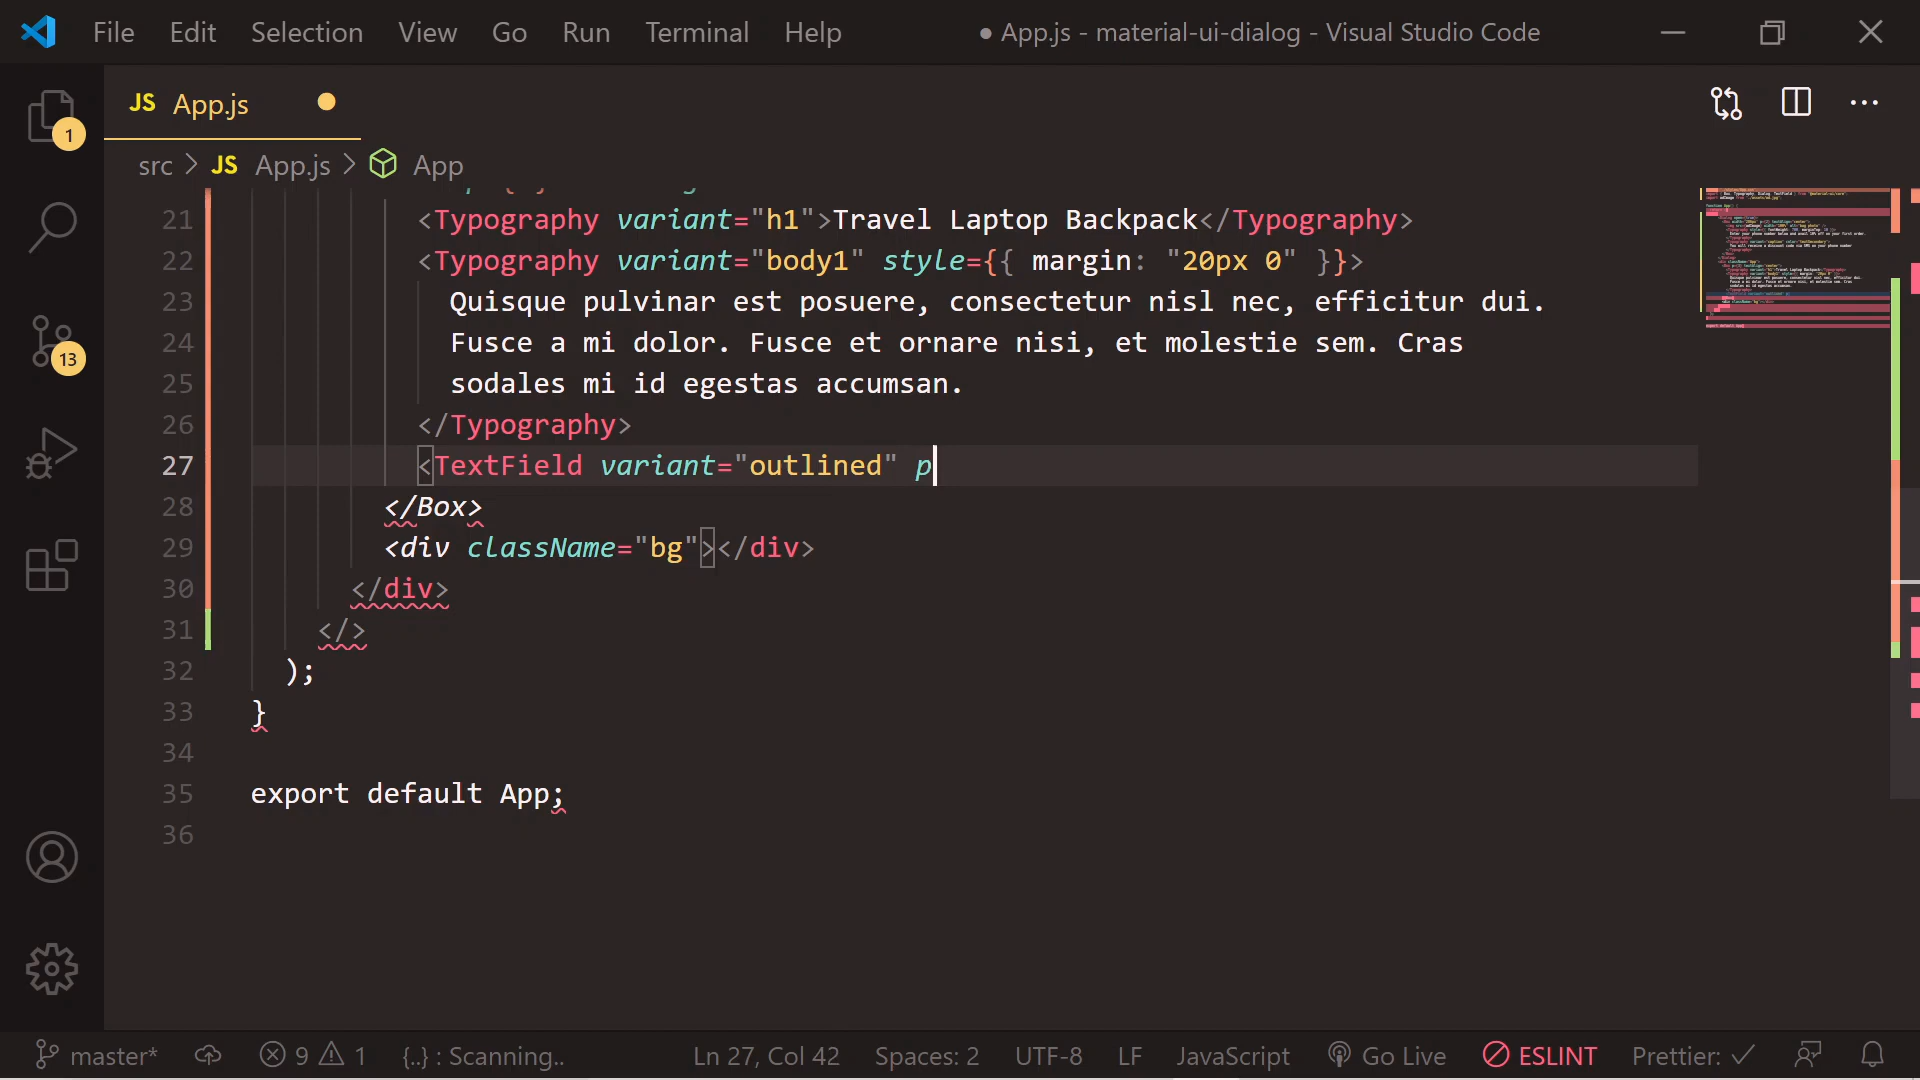 File Edit Selection View Go Run Terminal Help ● App.js - material-ui-dialog - Visual Studio Code
JS App.js
1
src > JS App.js > App
21 <Typography variant="h1">Travel Laptop Backpack</Typography>
22 <Typography variant="body1" style={{ margin: "20px 0" }}>
23 Quisque pulvinar est posuere, consectetur nisl nec, efficitur dui.
24 Fusce a mi dolor. Fusce et ornare nisi, et molestie sem. Cras
13
25 sodales mi id egestas accumsan.
26 </Typography>
27 <TextField variant="outlined" p
28 </Box>
29 <div className="bg"></div>
30 </div>
31 </>
32 );
33 }
34
35 export default App;
36
master* 9 1 {..} : Scanning.. Ln 27, Col 42 Spaces: 2 UTF-8 LF JavaScript Go Live ESLINT Prettier: ✓